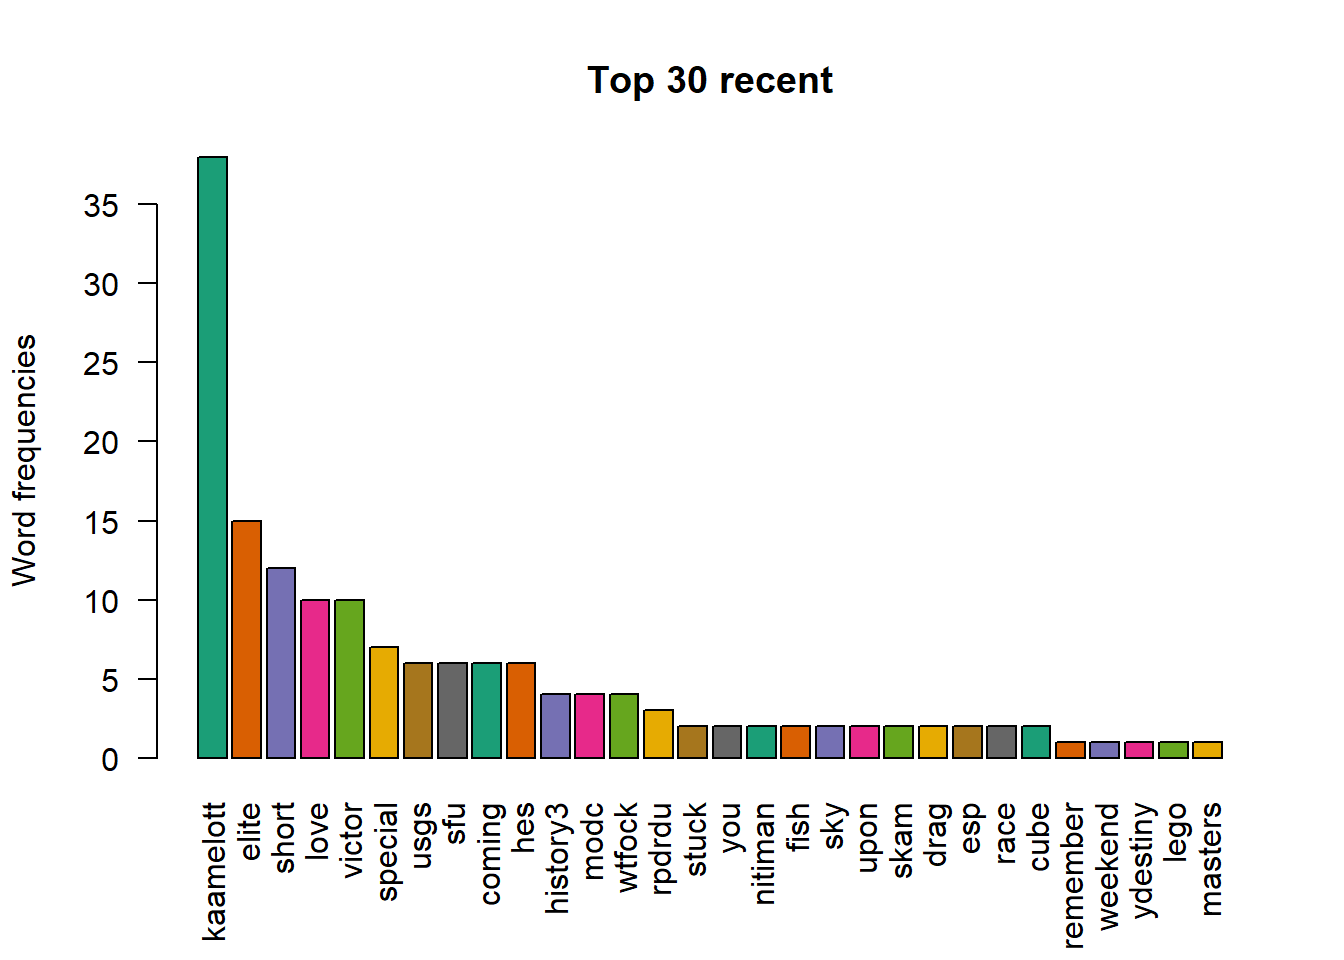 Top 30 recent
Word frequencies
35
30
25
20
15
10
5
0
kaamelott
elite
short
love
victor
special
usgs
sfu
coming
hes
history3
modc
wtfock
rpdrdu
stuck
you
nitiman
fish
sky
upon
skam
drag
esp
race
cube
remember
weekend
ydestiny
lego
masters